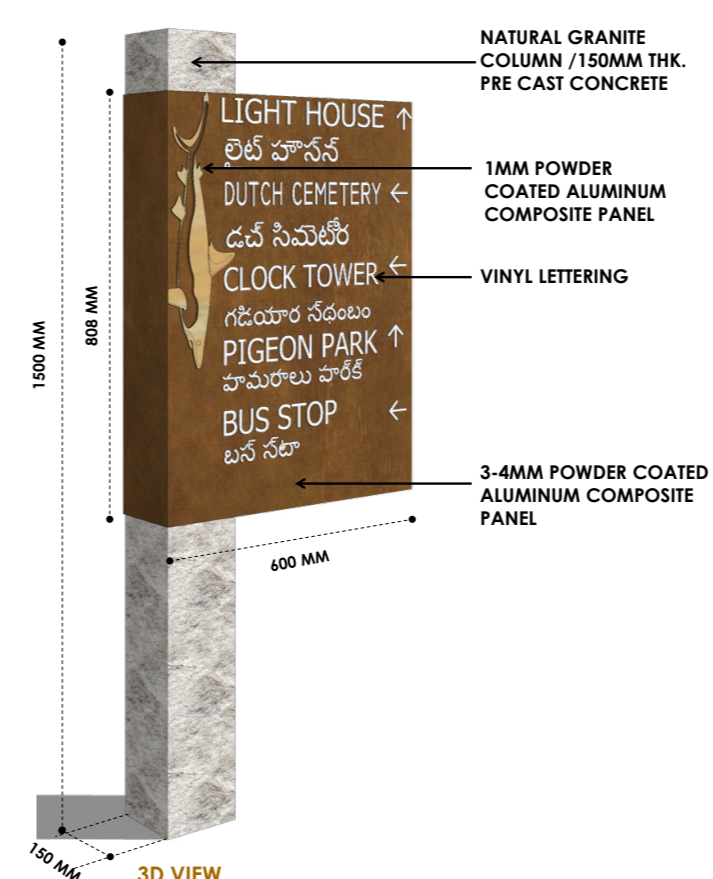 NATURAL GRANITE
COLUMN /150MM THK.
PRE CAST CONCRETE
LIGHT HOUSE ↑
లైట్ హౌసేన్
1MM POWDER
COATED ALUMINUM
COMPOSITE PANEL
DUTCH CEMETERY ←
డచ్ సిమెటోరీ
CLOCK TOWER ←
VINYL LETTERING
గడియార స్థంబం
PIGEON PARK ↑
హామరాలు హార్క్
BUS STOP ←
బస్ స్టా
3-4MM POWDER COATED
ALUMINUM COMPOSITE
PANEL
1500 MM
808 MM
600 MM
150 MM
3D VIEW